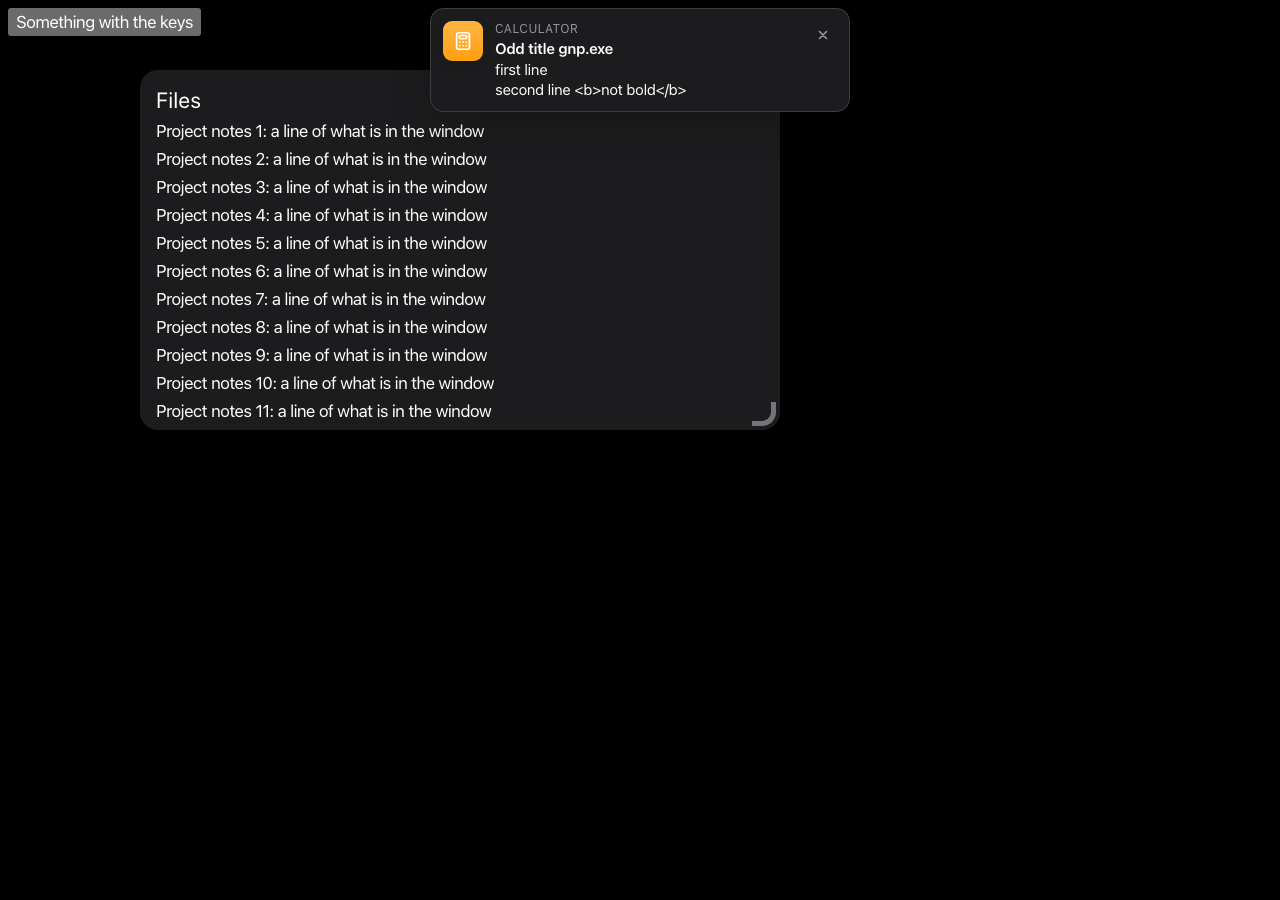 Something with the keys
CALCULATOR
Odd title gnp.exe
first line
second line <b>not bold</b>
Files
Project notes 1: a line of what is in the window
Project notes 2: a line of what is in the window
Project notes 3: a line of what is in the window
Project notes 4: a line of what is in the window
Project notes 5: a line of what is in the window
Project notes 6: a line of what is in the window
Project notes 7: a line of what is in the window
Project notes 8: a line of what is in the window
Project notes 9: a line of what is in the window
Project notes 10: a line of what is in the window
Project notes 11: a line of what is in the window